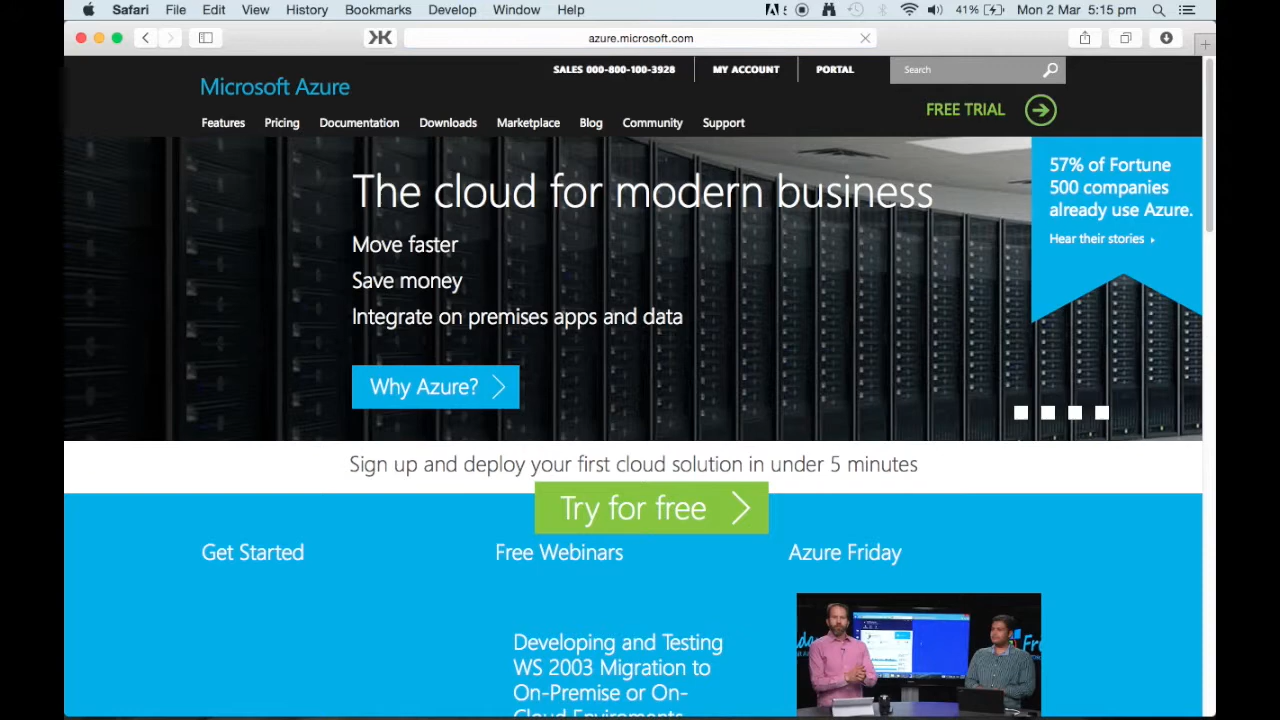 Safari File Edit View History Bookmarks Develop Window Help 41% Mon 2 Mar 5:15 pm
azure.microsoft.com
SALES 000-800-100-3928 MY ACCOUNT PORTAL Search
Microsoft Azure
FREE TRIAL
Features Pricing Documentation Downloads Marketplace Blog Community Support
The cloud for modern business
Move faster
Save money
Integrate on premises apps and data
Why Azure?
57% of Fortune
500 companies
already use Azure.
Hear their stories
Sign up and deploy your first cloud solution in under 5 minutes
Try for free
Get Started Free Webinars Azure Friday
Developing and Testing
WS 2003 Migration to
On-Premise or On-
Cloud Enviroments